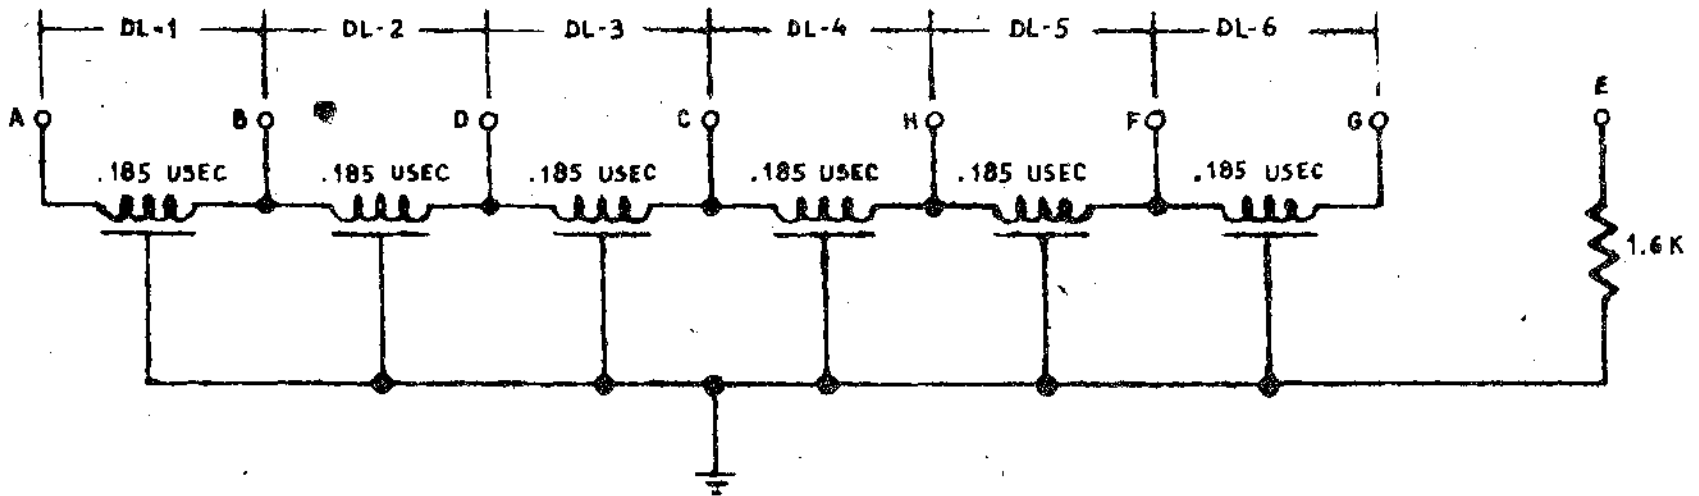 DL-1 DL-2 DL-3 DL-4 DL-5 DL-6
E
A B D C H F G
.185 USEC .185 USEC .185 USEC .185 USEC .185 USEC .185 USEC
1.6 K